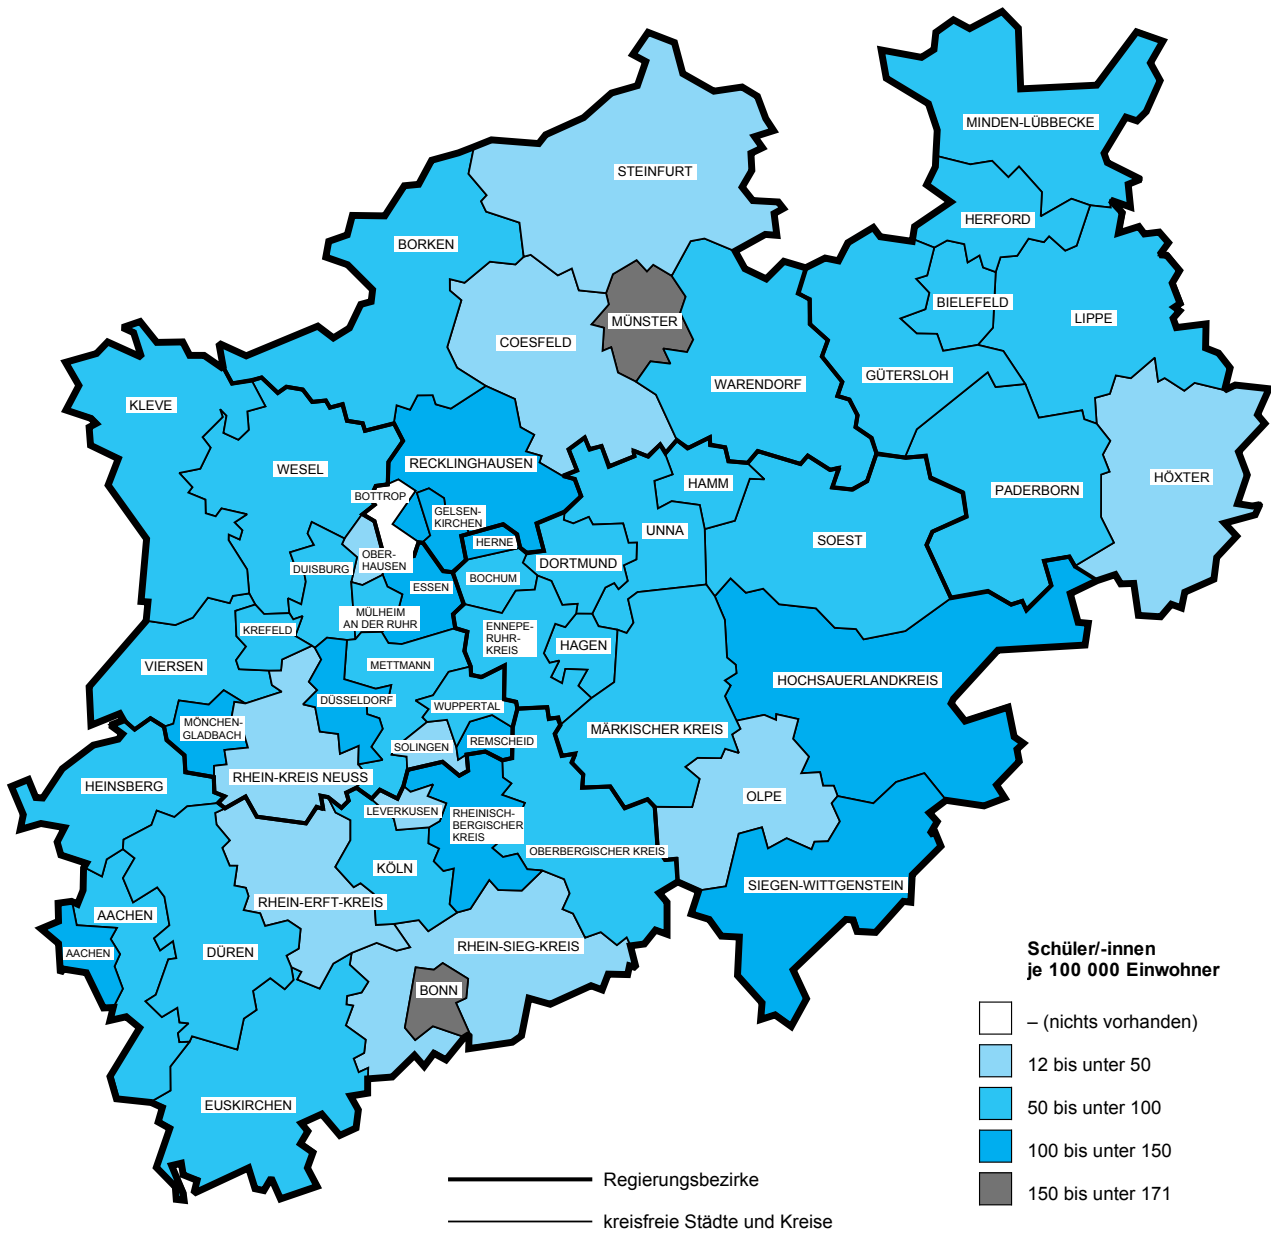 MINDEN-LÜBBECKE
STEINFURT
HERFORD
BORKEN
BIELEFELD
LIPPE
MÜNSTER
COESFELD
GÜTERSLOH
WARENDORF
KLEVE
RECKLINGHAUSEN
WESEL
HÖXTER
HAMM
PADERBORN
BOTTROP
GELSEN-
KIRCHEN
UNNA
SOEST
HERNE
OBER-
HAUSEN
DORTMUND
DUISBURG
BOCHUM
ESSEN
MÜLHEIM
AN DER RUHR
KREFELD
ENNEPE-
RUHR-
KREIS
HAGEN
VIERSEN
METTMANN
HOCHSAUERLANDKREIS
DÜSSELDORF
WUPPERTAL
MÖNCHEN-
GLADBACH
MÄRKISCHER KREIS
REMSCHEID
SOLINGEN
RHEIN-KREIS NEUSS
HEINSBERG
OLPE
LEVERKUSEN
RHEINISCH-
BERGISCHER
KREIS
OBERBERGISCHER KREIS
KÖLN
SIEGEN-WITTGENSTEIN
RHEIN-ERFT-KREIS
AACHEN
RHEIN-SIEG-KREIS
AACHEN
DÜREN
BONN
EUSKIRCHEN
Schüler/-innen
je 100 000 Einwohner
– (nichts vorhanden)
12 bis unter 50
50 bis unter 100
100 bis unter 150
150 bis unter 171
Regierungsbezirke
kreisfreie Städte und Kreise